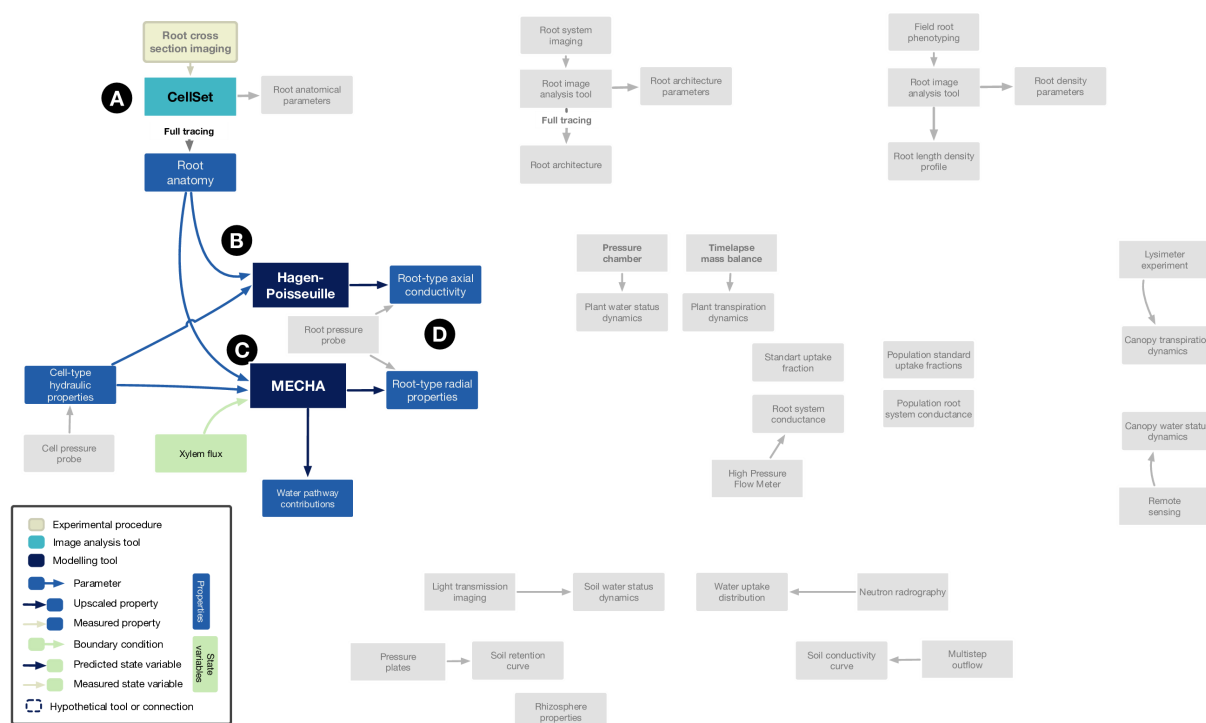 Root cross
section imaging
A
CellSet
Root anatomical
parameters
Full tracing
Root
anatomy
B
Hagen-
Poisseuille
Root-type axial
conductivity
Root pressure
probe
D
C
MECHA
Root-type radial
properties
Cell-type
hydraulic
properties
Cell pressure
probe
Xylem flux
Water pathway
contributions
Root system
imaging
Root image
analysis tool
Root architecture
parameters
Full tracing
Root architecture
Field root
phenotyping
Root image
analysis tool
Root density
parameters
Root length density
profile
Pressure
chamber
Timelapse
mass balance
Plant water status
dynamics
Plant transpiration
dynamics
Standart uptake
fraction
Population standard
uptake fractions
Root system
conductance
Population root
system conductance
High Pressure
Flow Meter
Lysimeter
experiment
Canopy transpiration
dynamics
Canopy water status
dynamics
Remote
sensing
Light transmission
imaging
Soil water status
dynamics
Water uptake
distribution
Neutron radiography
Pressure
plates
Soil retention
curve
Soil conductivity
curve
Multistep
outflow
Rhizosphere
properties
Experimental procedure
Image analysis tool
Modelling tool
Parameter
Upscaled property
Measured property
Properties
Boundary condition
Predicted state variable
Measured state variable
State
variables
Hypothetical tool or connection